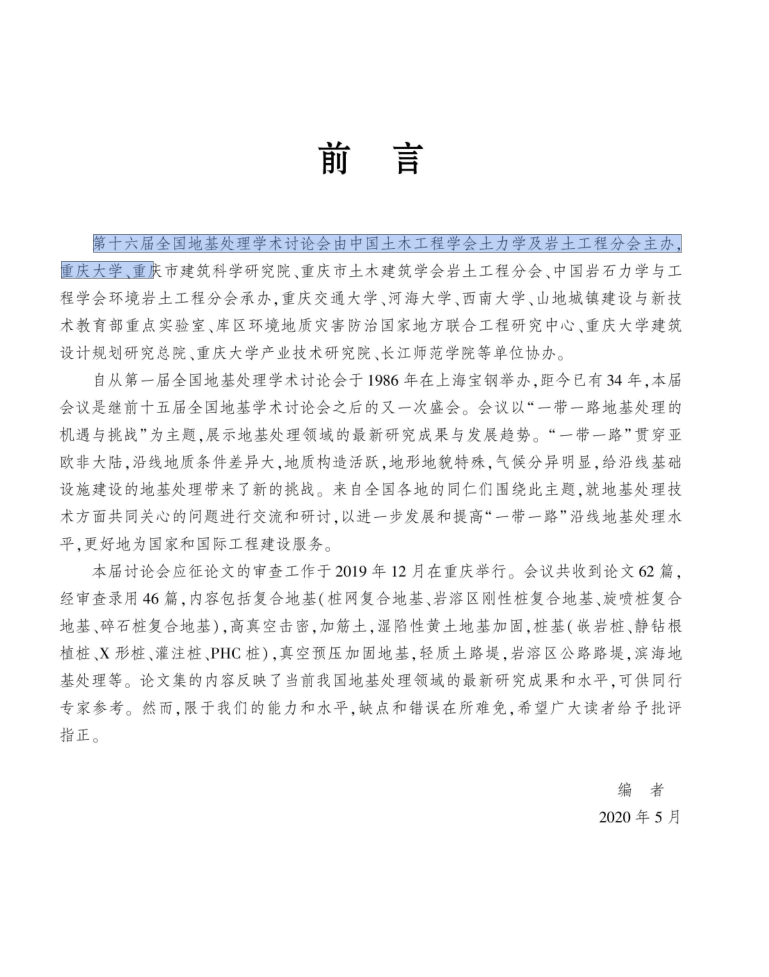 前 言
第十六届全国地基处理学术讨论会由中国土木工程学会土力学及岩土工程分会主办,
重庆大学、重庆市建筑科学研究院、重庆市土木建筑学会岩土工程分会、中国岩石力学与工
程学会环境岩土工程分会承办,重庆交通大学、河海大学、西南大学、山地城镇建设与新技
术教育部重点实验室、库区环境地质灾害防治国家地方联合工程研究中心、重庆大学建筑
设计规划研究总院、重庆大学产业技术研究院、长江师范学院等单位协办。
自从第一届全国地基处理学术讨论会于 1986 年在上海宝钢举办,距今已有 34 年,本届
会议是继前十五届全国地基学术讨论会之后的又一次盛会。会议以“一带一路地基处理的
机遇与挑战”为主题,展示地基处理领域的最新研究成果与发展趋势。“一带一路”贯穿亚
欧非大陆,沿线地质条件差异大,地质构造活跃,地形地貌特殊,气候分异明显,给沿线基础
设施建设的地基处理带来了新的挑战。来自全国各地的同仁们围绕此主题,就地基处理技
术方面共同关心的问题进行交流和研讨,以进一步发展和提高“一带一路”沿线地基处理水
平,更好地为国家和国际工程建设服务。
本届讨论会应征论文的审查工作于 2019 年 12 月在重庆举行。会议共收到论文 62 篇,
经审查录用 46 篇,内容包括复合地基(桩网复合地基、岩溶区刚性桩复合地基、旋喷桩复合
地基、碎石桩复合地基),高真空击密,加筋土,湿陷性黄土地基加固,桩基(嵌岩桩、静钻根
植桩、X 形桩、灌注桩、PHC 桩),真空预压加固地基,轻质土路堤,岩溶区公路路堤,滨海地
基处理等。论文集的内容反映了当前我国地基处理领域的最新研究成果和水平,可供同行
专家参考。然而,限于我们的能力和水平,缺点和错误在所难免,希望广大读者给予批评
指正。
编 者
2020 年 5 月